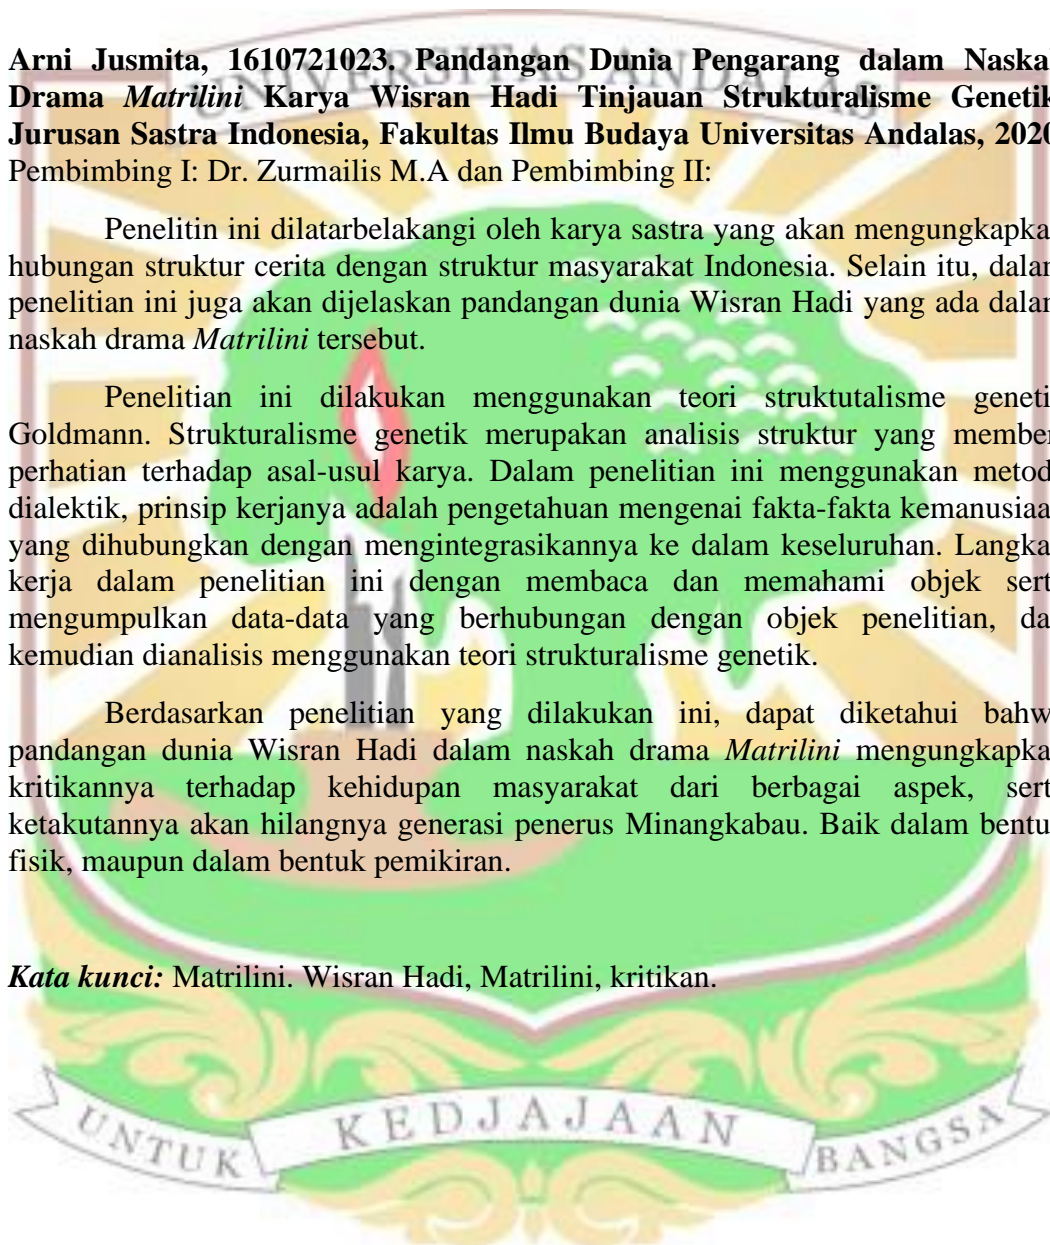 UNIVERSITAS ANDALAS
Arni Jusmita, 1610721023. Pandangan Dunia Pengarang dalam Naska
Drama Matrilini Karya Wisran Hadi Tinjauan Strukturalisme Genetik
Jurusan Sastra Indonesia, Fakultas Ilmu Budaya Universitas Andalas, 2020
Pembimbing I: Dr. Zurmailis M.A dan Pembimbing II:
Penelitin ini dilatarbelakangi oleh karya sastra yang akan mengungkapka
hubungan struktur cerita dengan struktur masyarakat Indonesia. Selain itu, dalam
penelitian ini juga akan dijelaskan pandangan dunia Wisran Hadi yang ada dalam
naskah drama Matrilini tersebut.
Penelitian ini dilakukan menggunakan teori struktutalisme geneti
Goldmann. Strukturalisme genetik merupakan analisis struktur yang member
perhatian terhadap asal-usul karya. Dalam penelitian ini menggunakan metod
dialektik, prinsip kerjanya adalah pengetahuan mengenai fakta-fakta kemanusiaa
yang dihubungkan dengan mengintegrasikannya ke dalam keseluruhan. Langka
kerja dalam penelitian ini dengan membaca dan memahami objek sert
mengumpulkan data-data yang berhubungan dengan objek penelitian, da
kemudian dianalisis menggunakan teori strukturalisme genetik.
Berdasarkan penelitian yang dilakukan ini, dapat diketahui bahw
pandangan dunia Wisran Hadi dalam naskah drama Matrilini mengungkapka
kritikannya terhadap kehidupan masyarakat dari berbagai aspek, sert
ketakutannya akan hilangnya generasi penerus Minangkabau. Baik dalam bentu
fisik, maupun dalam bentuk pemikiran.
Kata kunci: Matrilini. Wisran Hadi, Matrilini, kritikan.
UNTUK KEDJAJAAN BANGSA